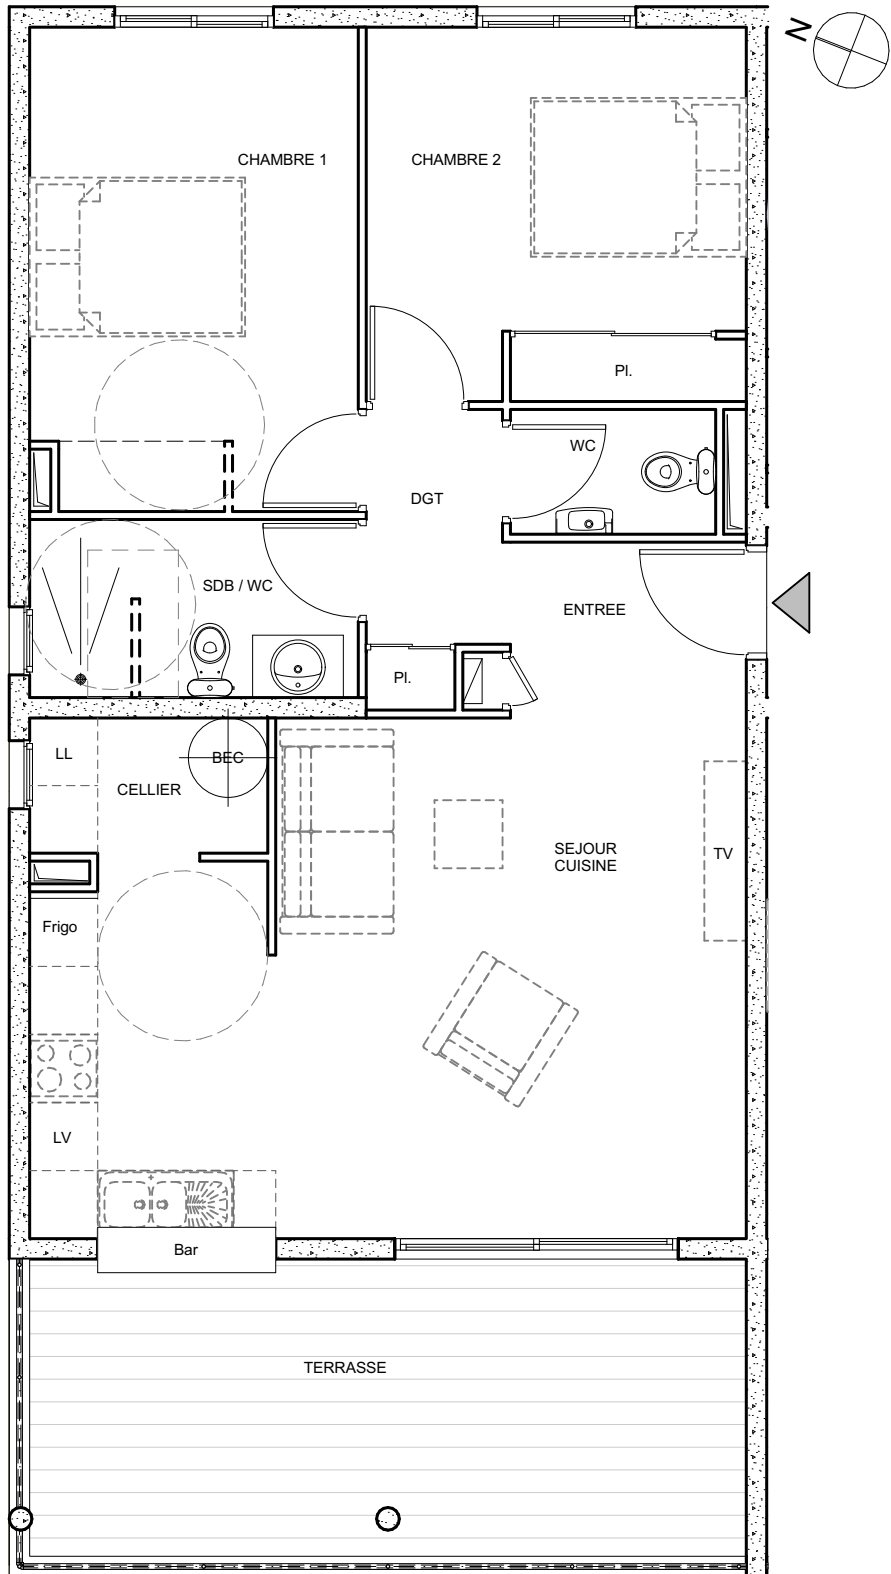 N
CHAMBRE 1
CHAMBRE 2
Pl.
WC
DGT
SDB / WC
ENTREE
Pl.
LL
BEC
CELLIER
SEJOUR
CUISINE
TV
Frigo
LV
Bar
TERRASSE